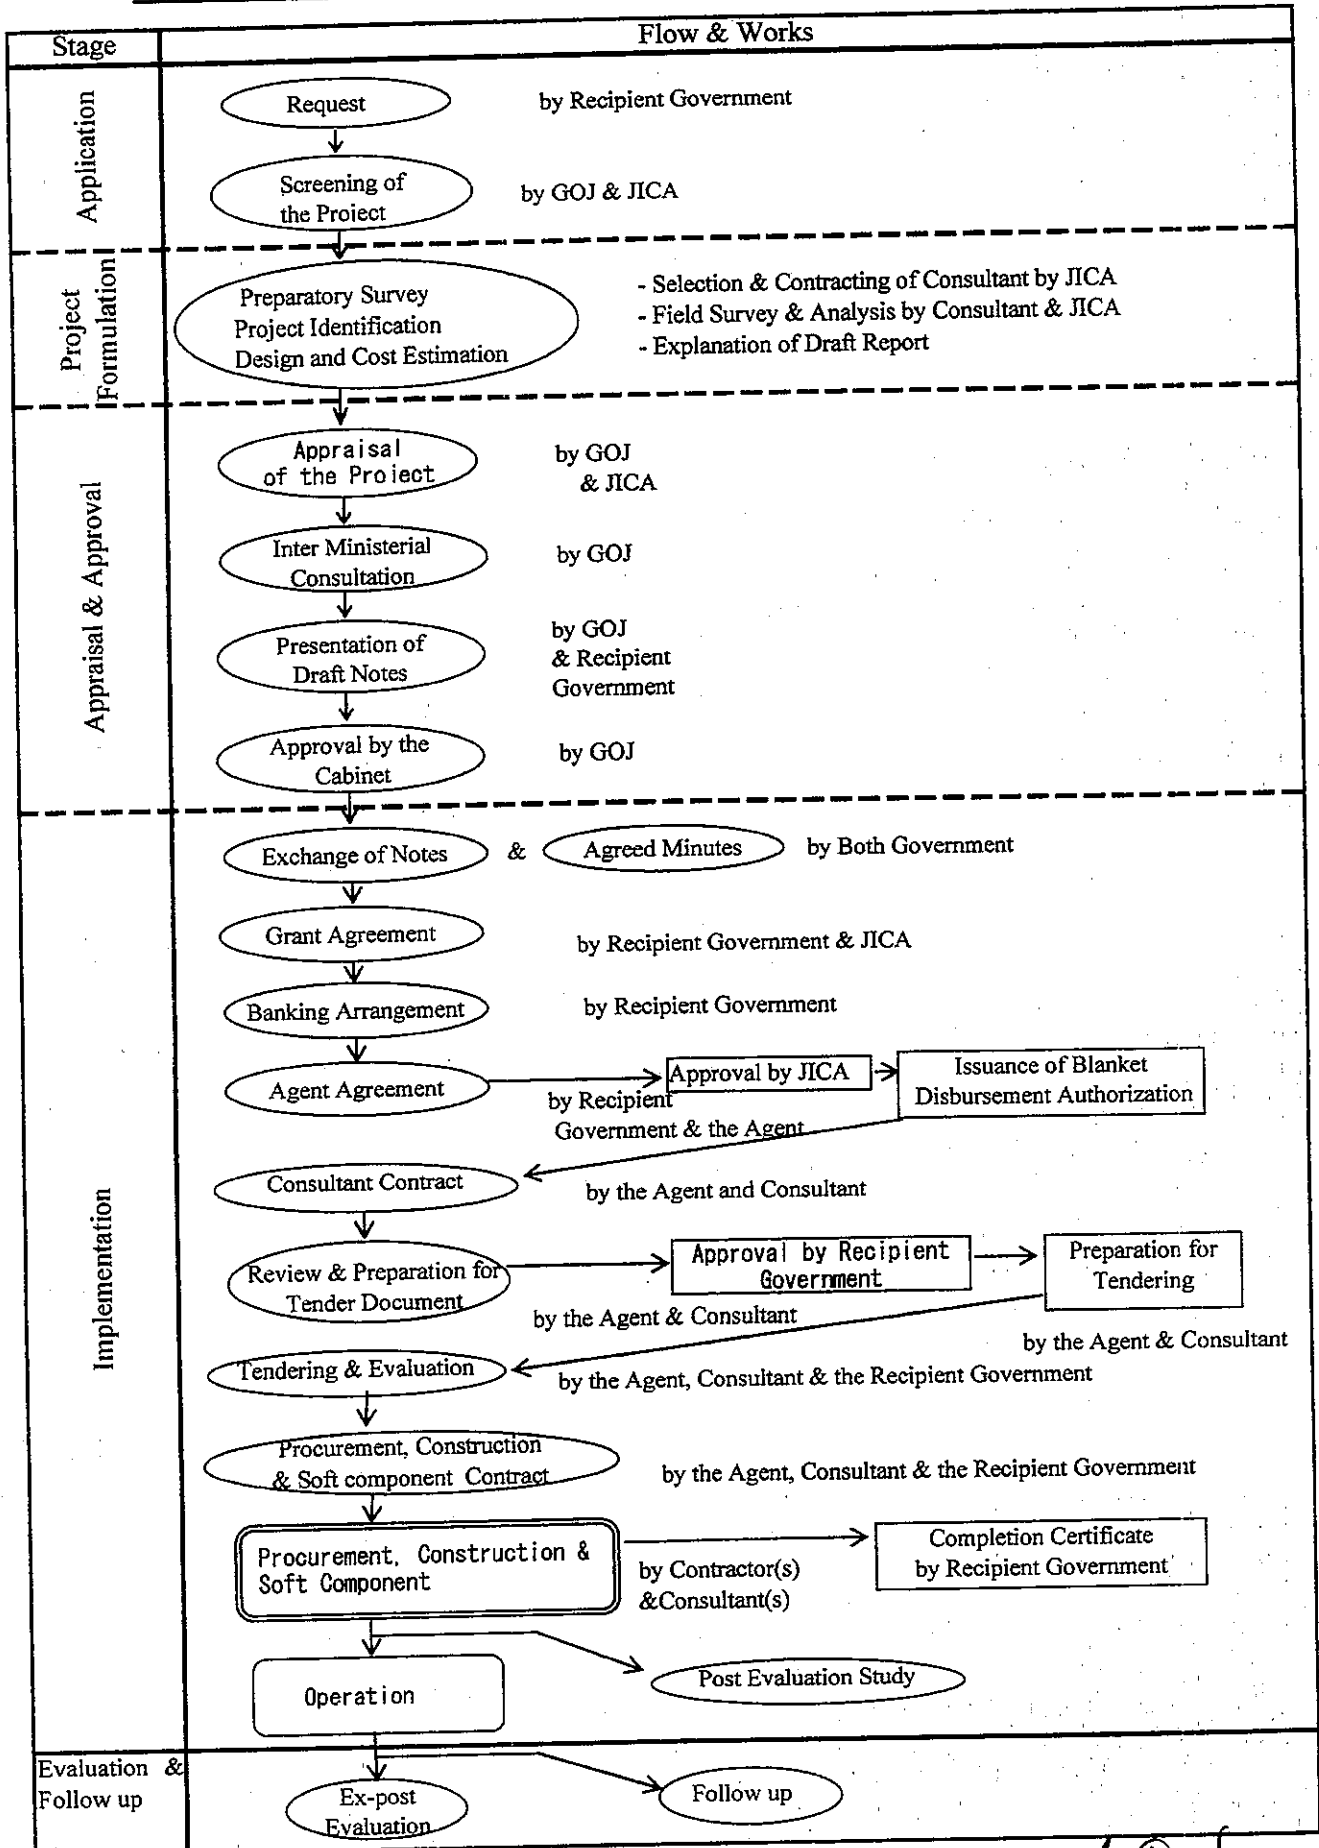 Stage
Flow & Works
Application
Request
by Recipient Government
Screening of
the Project
by GOJ & JICA
Project
Formulation
Preparatory Survey
Project Identification
Design and Cost Estimation
- Selection & Contracting of Consultant by JICA
- Field Survey & Analysis by Consultant & JICA
- Explanation of Draft Report
Appraisal & Approval
Appraisal
of the Project
by GOJ
& JICA
Inter Ministerial
Consultation
by GOJ
Presentation of
Draft Notes
by GOJ
& Recipient
Government
Approval by the
Cabinet
by GOJ
Implementation
Exchange of Notes
&
Agreed Minutes
by Both Government
Grant Agreement
by Recipient Government & JICA
Banking Arrangement
by Recipient Government
Agent Agreement
by Recipient
Government & the Agent
Approval by JICA
Issuance of Blanket
Disbursement Authorization
Consultant Contract
by the Agent and Consultant
Review & Preparation for
Tender Document
Approval by Recipient
Government
by the Agent & Consultant
Preparation for
Tendering
by the Agent & Consultant
Tendering & Evaluation
by the Agent, Consultant & the Recipient Government
Procurement, Construction
& Soft component Contract
by the Agent, Consultant & the Recipient Government
Procurement, Construction &
Soft Component
by Contractor(s)
&Consultant(s)
Completion Certificate
by Recipient Government
Operation
Post Evaluation Study
Evaluation &
Follow up
Ex-post
Evaluation
Follow up